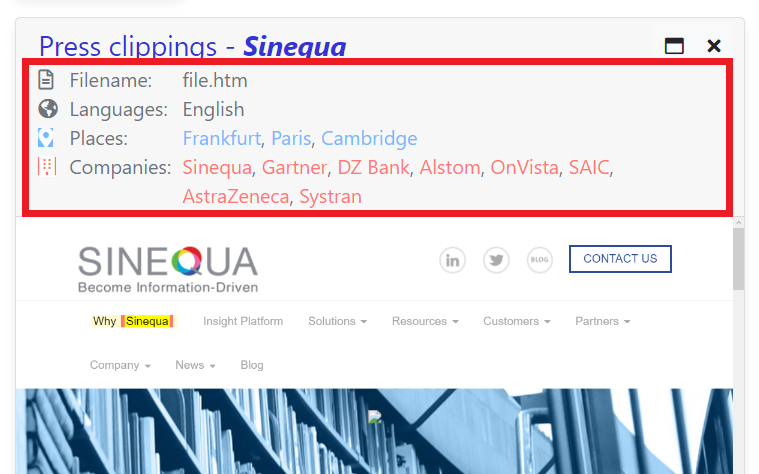 Press clippings - Sinequa
Filename: file.htm
Languages: English
Places: Frankfurt, Paris, Cambridge
Companies: Sinequa, Gartner, DZ Bank, Alstom, OnVista, SAIC,
AstraZeneca, Systran
SINEQUA
Become Information-Driven
in
BLOG
CONTACT US
Why Sinequa
Insight Platform
Solutions
Resources
Customers
Partners
Company
News
Blog